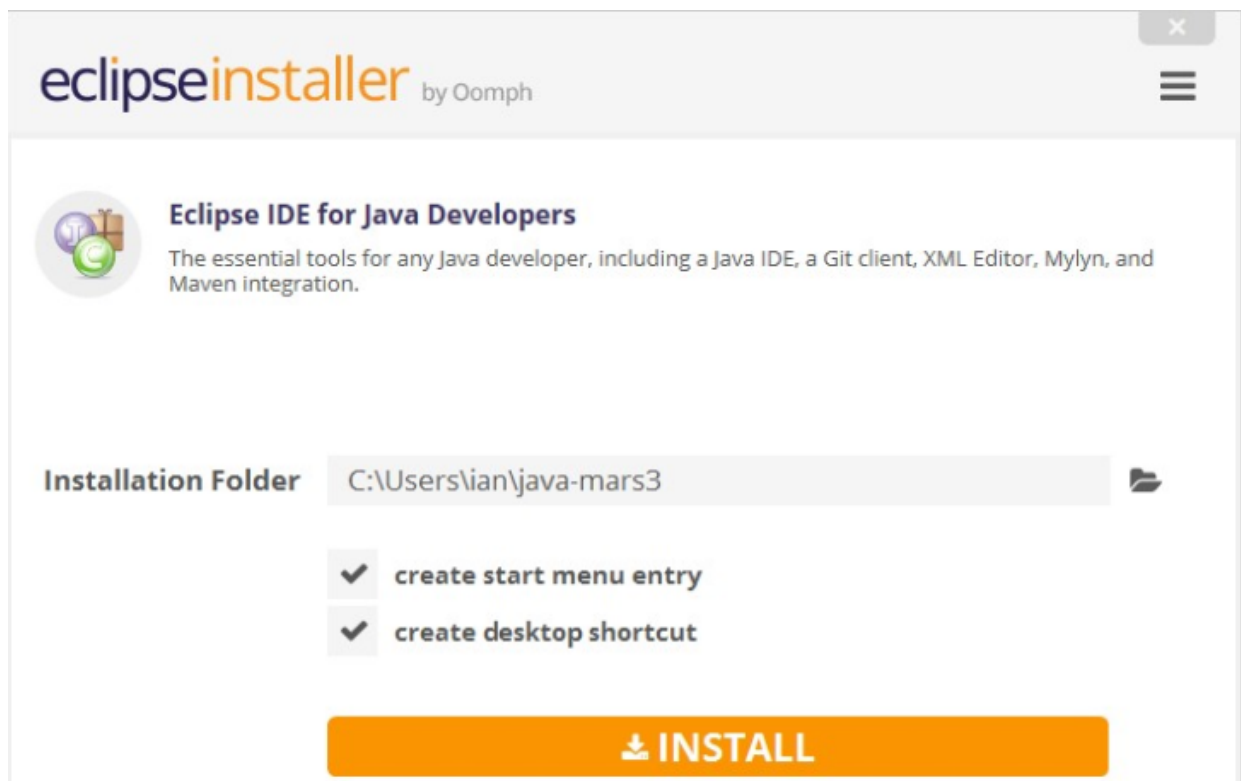 eclipseinstaller by Oomph
Eclipse IDE for Java Developers
The essential tools for any Java developer, including a Java IDE, a Git client, XML Editor, Mylyn, and
Maven integration.
Installation Folder C:\Users\ian\java-mars3
create start menu entry
create desktop shortcut
INSTALL